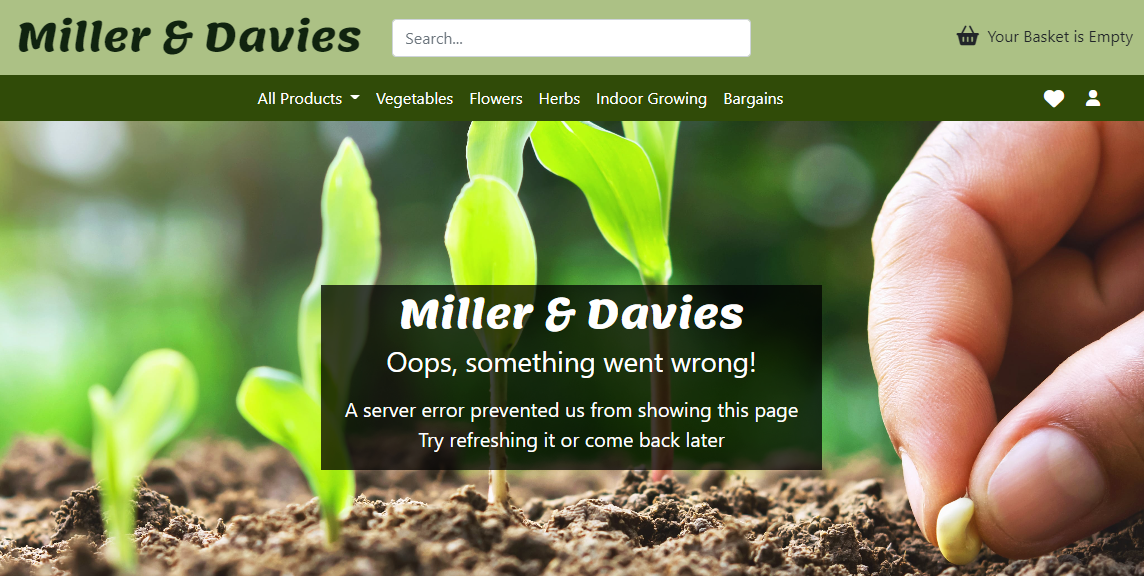 Miller & Davies
Search...
Your Basket is Empty
All Products
Vegetables
Flowers
Herbs
Indoor Growing
Bargains
Miller & Davies
Oops, something went wrong!
A server error prevented us from showing this page
Try refreshing it or come back later